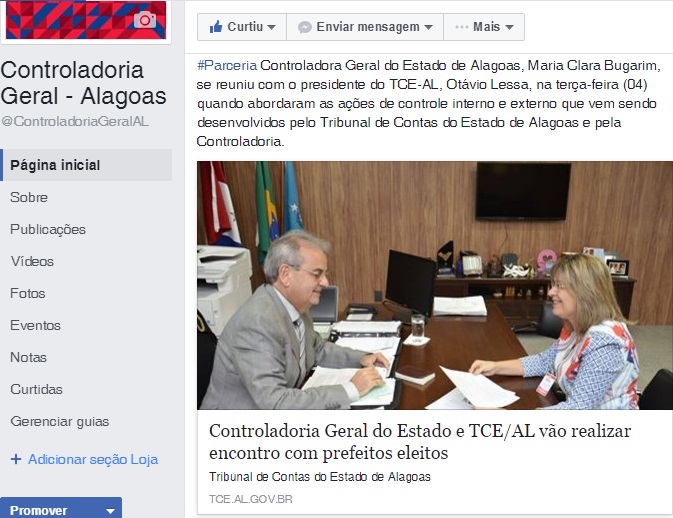 Controladoria
Geral - Alagoas
@ControladoriaGeralAL
Página inicial
Sobre
Publicações
Vídeos
Fotos
Eventos
Notas
Curtidas
Gerenciar guias
+ Adicionar seção Loja
Promover
Curtiu
Enviar mensagem
Mais
#Parceria Controladora Geral do Estado de Alagoas, Maria Clara Bugarim,
se reuniu com o presidente do TCE-AL, Otávio Lessa, na terça-feira (04)
quando abordaram as ações de controle interno e externo que vem sendo
desenvolvidos pelo Tribunal de Contas do Estado de Alagoas e pela
Controladoria.
Controladoria Geral do Estado e TCE/AL vão realizar
encontro com prefeitos eleitos
Tribunal de Contas do Estado de Alagoas
TCE.AL.GOV.BR